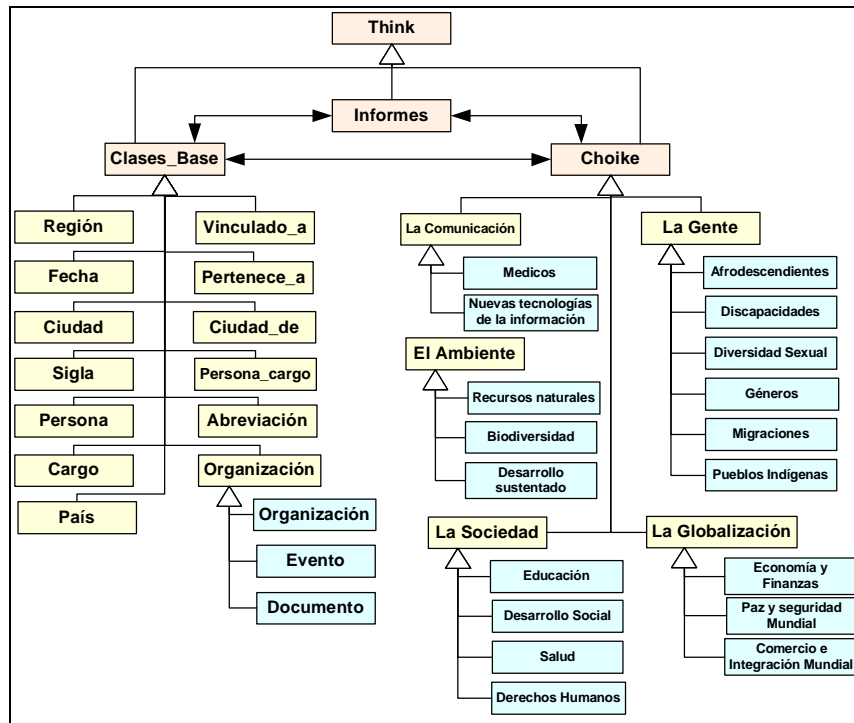 Think
Informes
Clases_Base
Choike
Región
Vinculado_a
Fecha
Pertenece_a
Ciudad
Ciudad_de
Sigla
Persona_cargo
Persona
Abreviación
Cargo
Organización
País
Organización
Evento
Documento
La Comunicación
Medicos
Nuevas tecnologías
de la información
El Ambiente
Recursos naturales
Biodiversidad
Desarrollo
sustentado
La Gente
Afrodescendientes
Discapacidades
Diversidad Sexual
Géneros
Migraciones
Pueblos Indígenas
La Sociedad
Educación
Desarrollo Social
Salud
Derechos Humanos
La Globalización
Economía y
Finanzas
Paz y seguridad
Mundial
Comercio e
Integración Mundial